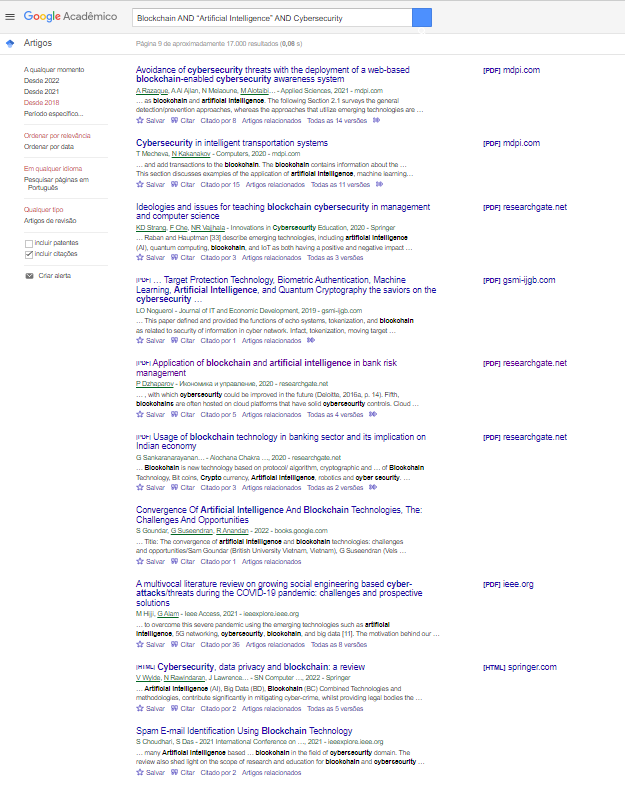 Google Acadêmico
Blockchain AND "Artificial Intelligence" AND Cybersecurity
Artigos
Página 9 de aproximadamente 17.000 resultados (0,06 s)
A qualquer momento
Desde 2022
Desde 2021
Desde 2018
Período específico...
Ordenar por relevância
Ordenar por data
Em qualquer idioma
Pesquisar páginas em
Português
Qualquer tipo
Artigos de revisão
incluir patentes
incluir citações
Criar alerta
Avoidance of cybersecurity threats with the deployment of a web-based
blockchain-enabled cybersecurity awareness system
[PDF] mdpi.com
A Razaque, A Al Ajlan, N Melaoune, M Alotaibi… - Applied Sciences, 2021 - mdpi.com
… as blockchain and artificial intelligence. The following Section 2.1 surveys the general
detection/prevention approaches, whereas the approaches that utilize emerging technologies are …
Salvar Citar Citado por 8 Artigos relacionados Todas as 14 versões
Cybersecurity in intelligent transportation systems
[PDF] mdpi.com
T Mecheva, N Kakanakov - Computers, 2020 - mdpi.com
… and add transactions to the blockchain. The blockchain contains information about the …
This section discusses examples of the application of artificial intelligence, machine learning…
Salvar Citar Citado por 15 Artigos relacionados Todas as 11 versões
Ideologies and issues for teaching blockchain cybersecurity in management
and computer science
[PDF] researchgate.net
KD Strang, F Che, NR Vajjhala - Innovations in Cybersecurity Education, 2020 - Springer
… Raban and Hauptman [33] describe emerging technologies, including artificial intelligence
(AI), quantum computing, blockchain, and IoT as both having a positive and negative impact …
Salvar Citar Citado por 3 Artigos relacionados Todas as 3 versões
[PDF] … Target Protection Technology, Biometric Authentication, Machine
Learning, Artificial Intelligence, and Quantum Cryptography the saviors on the
cybersecurity …
[PDF] gsmi-ijgb.com
LO Nogueroi - Journal of IT and Economic Development, 2019 - gsmi-ijgb.com
… This paper defined and provided the functions of echo systems, tokenization, and blockchain
as related to security of information in cyber network. Infact, tokenization, moving target …
Salvar Citar Citado por 1 Artigos relacionados
[PDF] Application of blockchain and artificial intelligence in bank risk
management
[PDF] researchgate.net
P Dzhaparov - Икономика и управление, 2020 - researchgate.net
… , with which cybersecurity could be improved in the future (Deloitte, 2016a, p. 14). Fifth,
blockchains are often hosted on cloud platforms that have solid cybersecurity controls. Cloud …
Salvar Citar Citado por 5 Artigos relacionados Todas as 4 versões
[PDF] Usage of blockchain technology in banking sector and its implication on
Indian economy
[PDF] researchgate.net
G Sankaranarayanan… - Alochana Chakra …, 2020 - researchgate.net
… Blockchain is new technology based on protocol/ algorithm, cryptographic and … of Blockchain
Technology, Bit coins, Crypto currency, Artificial Intelligence, robotics and cyber security. …
Salvar Citar Citado por 3 Artigos relacionados Todas as 2 versões
Convergence Of Artificial Intelligence And Blockchain Technologies, The:
Challenges And Opportunities
S Goundar, G Suseendran, R Anandan - 2022 - books.google.com
… Title: The convergence of artificial intelligence and blockchain technologies: challenges
and opportunities/Sam Goundar (British University Vietnam, Vietnam), G Suseendran (Vels …
Salvar Citar Citado por 1 Artigos relacionados
A multivocal literature review on growing social engineering based cyber-
attacks/threats during the COVID-19 pandemic: challenges and prospective
solutions
[PDF] ieee.org
M Hijji, G Alam - Ieee Access, 2021 - ieeexplore.ieee.org
… to overcome this severe pandemic using the emerging technologies such as artificial
intelligence, 5G networking, cybersecurity, blockchain, and big data [11]. The motivation behind our …
Salvar Citar Citado por 36 Artigos relacionados Todas as 8 versões
[HTML] Cybersecurity, data privacy and blockchain: a review
[HTML] springer.com
V Wylde, N Rawindaran, J Lawrence… - SN Computer …, 2022 - Springer
… Artificial Intelligence (AI), Big Data (BD), Blockchain (BC) Combined Technologies and
methodologies, contribute significantly in mitigating cyber-crime, whilst providing legal bodies the …
Salvar Citar Citado por 2 Artigos relacionados Todas as 5 versões
Spam E-mail Identification Using Blockchain Technology
S Choudhari, S Das - 2021 International Conference on …, 2021 - ieeexplore.ieee.org
… many Artificial Intelligence based … blockchain in the field of cybersecurity domain. The
review also shed light on the scope of research and education for blockchain and cybersecurity …
Salvar Citar Citado por 2 Artigos relacionados